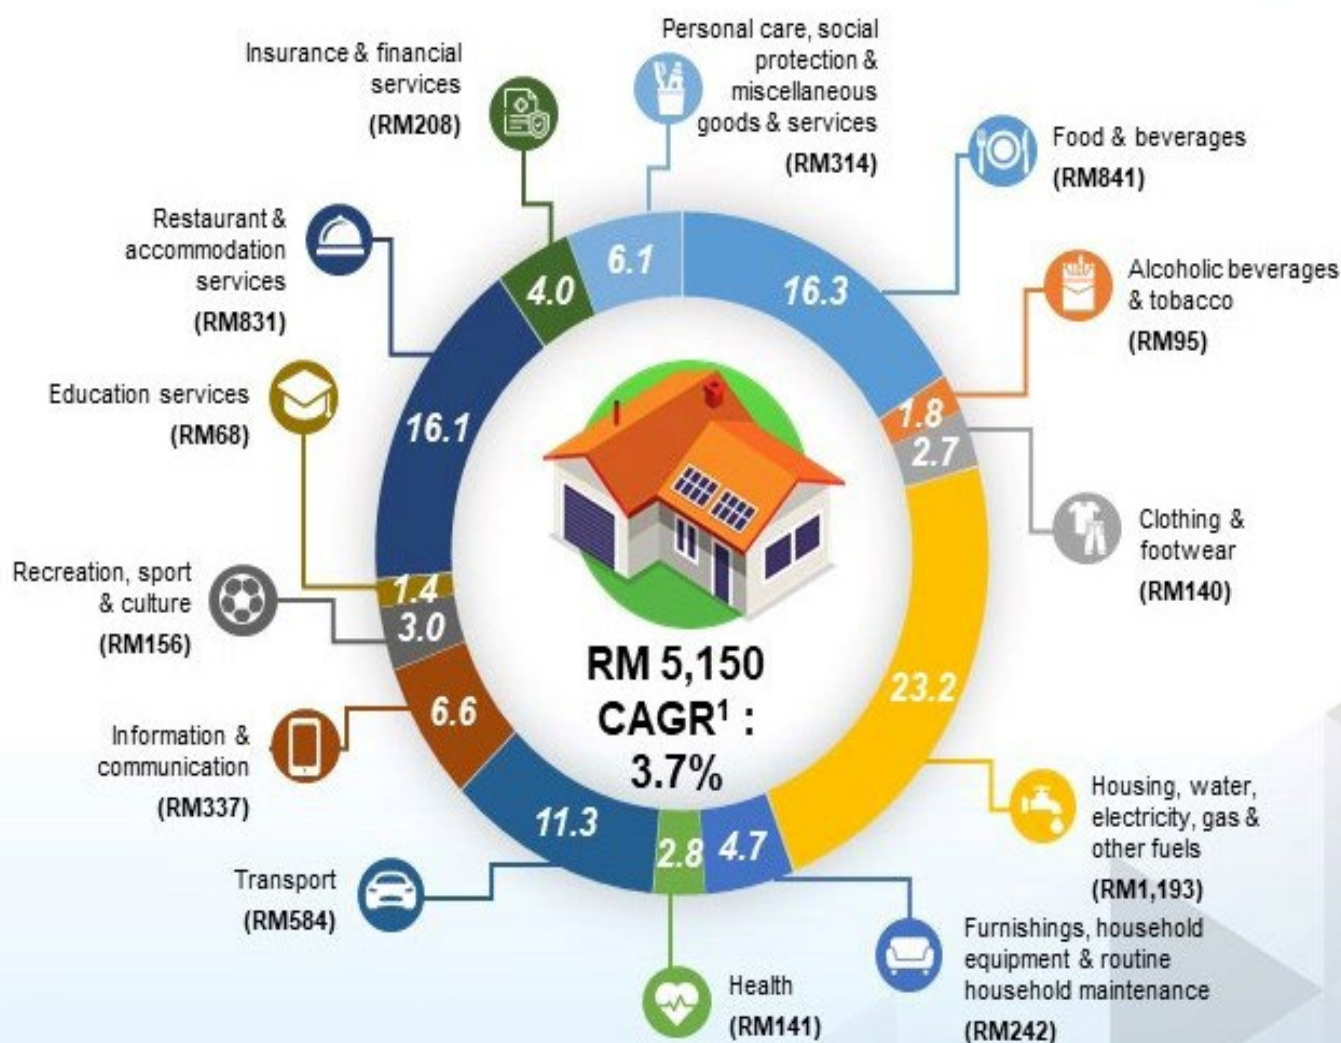 Insurance & financial
services
(RM208)
Personal care, social
protection &
miscellaneous
goods & services
(RM314)
Food & beverages
(RM841)
Restaurant &
accommodation
services
(RM831)
4.0
6.1
16.3
Alcoholic beverages
& tobacco
(RM95)
Education services
(RM68)
16.1
1.8
2.7
Clothing &
footwear
(RM140)
Recreation, sport
& culture
(RM156)
1.4
3.0
RM 5,150
CAGR¹ :
3.7%
23.2
6.6
Information &
communication
(RM337)
Housing, water,
electricity, gas &
other fuels
(RM1,193)
11.3
2.8
4.7
Transport
(RM584)
Furnishings, household
equipment & routine
household maintenance
(RM242)
Health
(RM141)